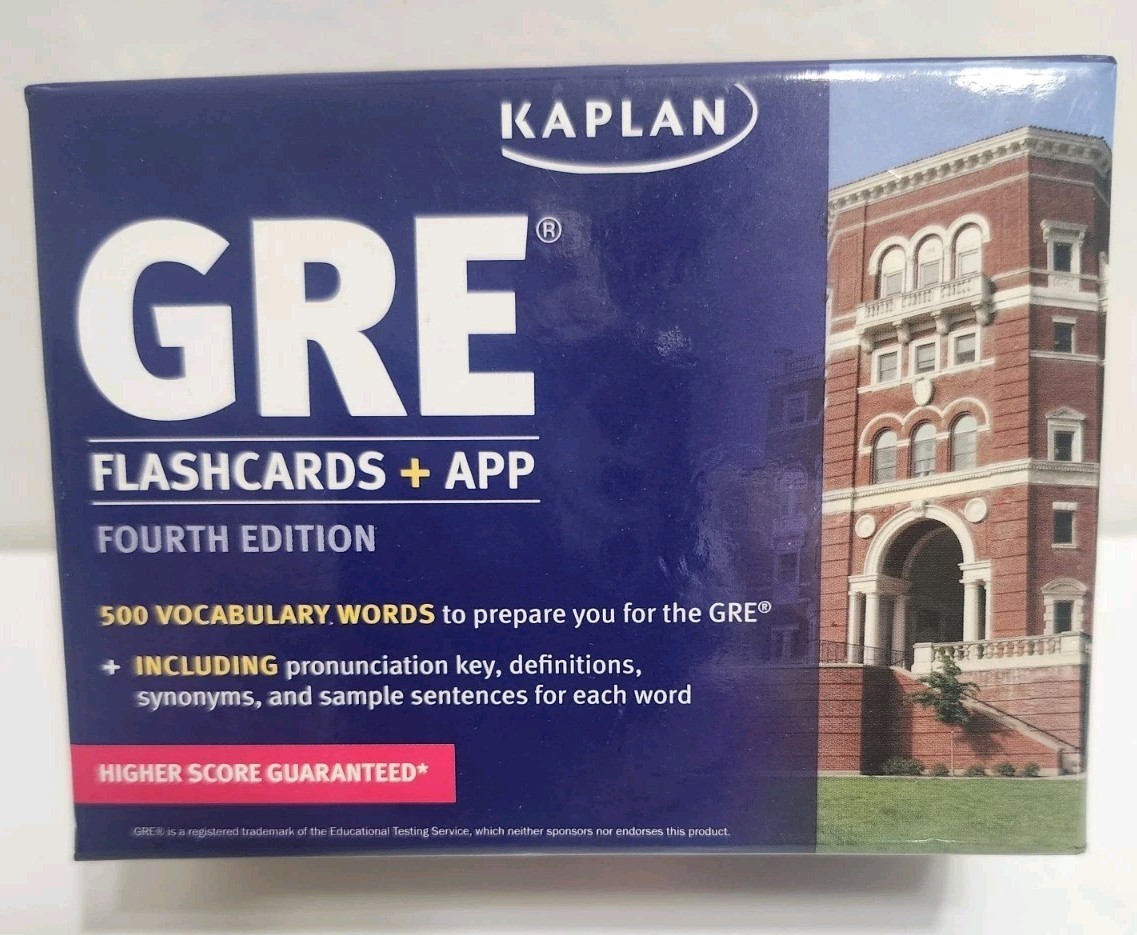 KAPLAN
GRE®
FLASHCARDS + APP
FOURTH EDITION
500 VOCABULARY WORDS to prepare you for the GRE®
+ INCLUDING pronunciation key, definitions,
synonyms, and sample sentences for each word
HIGHER SCORE GUARANTEED*
GRE® is a registered trademark of the Educational Testing Service, which neither sponsors nor endorses this product.